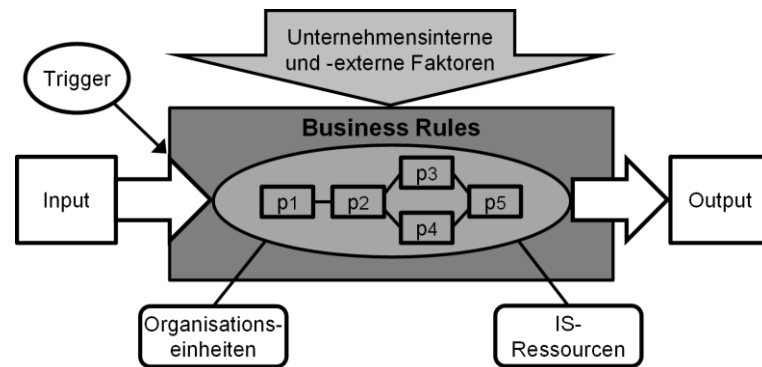 Unternehmensinterne
und -externe Faktoren
Trigger
Business Rules
Input
p1
p2
p3
p4
p5
Output
Organisations-
einheiten
IS-
Ressourcen